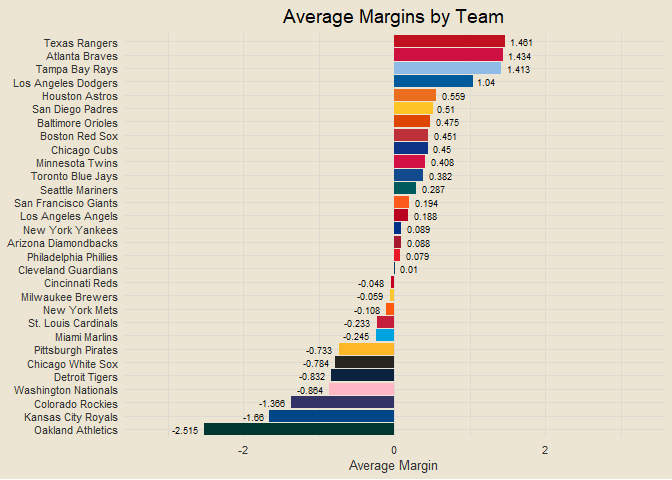 Average Margins by Team
Texas Rangers 1.461
Atlanta Braves 1.434
Tampa Bay Rays 1.413
Los Angeles Dodgers 1.04
Houston Astros 0.559
San Diego Padres 0.51
Baltimore Orioles 0.475
Boston Red Sox 0.451
Chicago Cubs 0.45
Minnesota Twins 0.408
Toronto Blue Jays 0.382
Seattle Mariners 0.287
San Francisco Giants 0.194
Los Angeles Angels 0.188
New York Yankees 0.089
Arizona Diamondbacks 0.088
Philadelphia Phillies 0.079
Cleveland Guardians 0.01
Cincinnati Reds -0.048
Milwaukee Brewers -0.059
New York Mets -0.108
St. Louis Cardinals -0.233
Miami Marlins -0.245
Pittsburgh Pirates -0.733
Chicago White Sox -0.784
Detroit Tigers -0.832
Washington Nationals -0.864
Colorado Rockies -1.366
Kansas City Royals -1.66
Oakland Athletics -2.515
-2 0 2
Average Margin